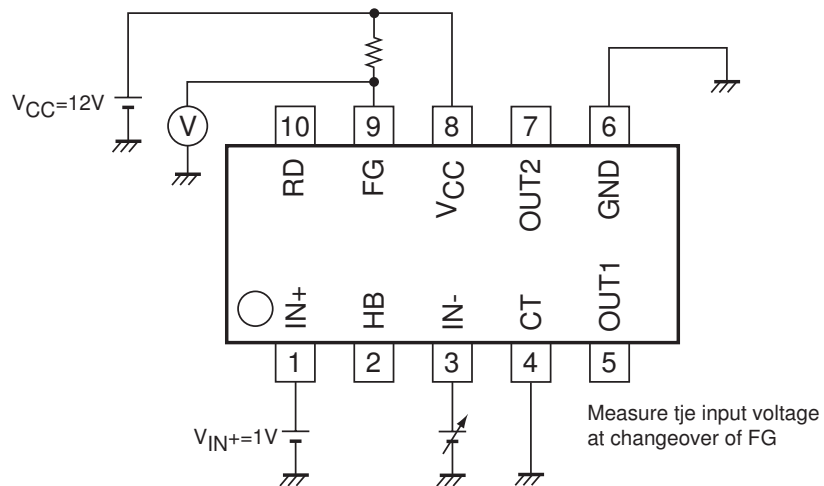 VCC=12V
V
10 9 8 7 6
RD FG VCC OUT2 GND
IN+ HB IN- CT OUT1
1 2 3 4 5
VIN+=1V
Measure tje input voltage
at changeover of FG